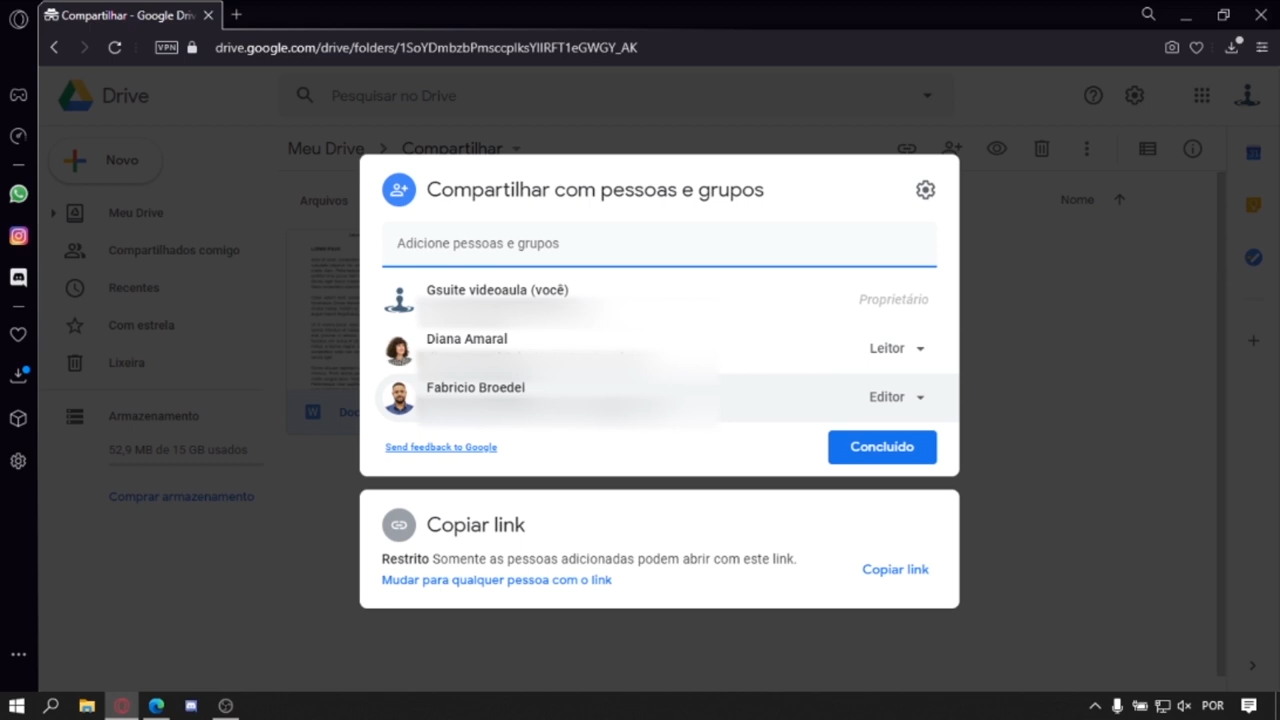 Compartilhar - Google Dri
VPN
drive.google.com/drive/folders/1SoYDmbzbPmsccplksYlIRFT1eGWGY_AK
Drive
Pesquisar no Drive
Novo
Meu Drive
Compartilhar
Meu Drive
Compartilhados comigo
Recentes
Com estrela
Lixeira
Armazenamento
52,9 MB de 15 GB usados
Comprar armazenamento
Arquivos
Nome
W
Doc
Compartilhar com pessoas e grupos
Adicione pessoas e grupos
Gsuite videoaula (você)
Proprietário
Diana Amaral
Leitor
Fabricio Broedel
Editor
Send feedback to Google
Concluído
Copiar link
Restrito Somente as pessoas adicionadas podem abrir com este link.
Mudar para qualquer pessoa com o link
Copiar link
POR